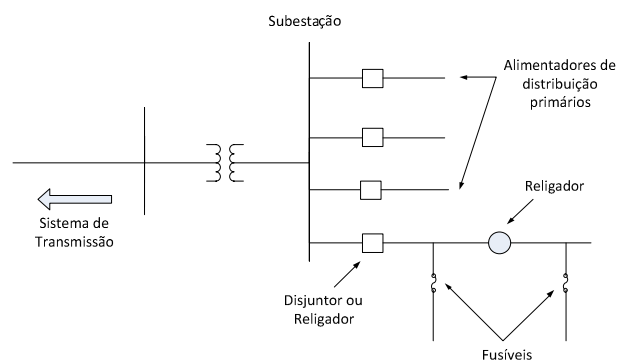 Subestação
Alimentadores de
distribuição
primários
Religador
Sistema de
Transmissão
Disjuntor ou
Religador
Fusíveis